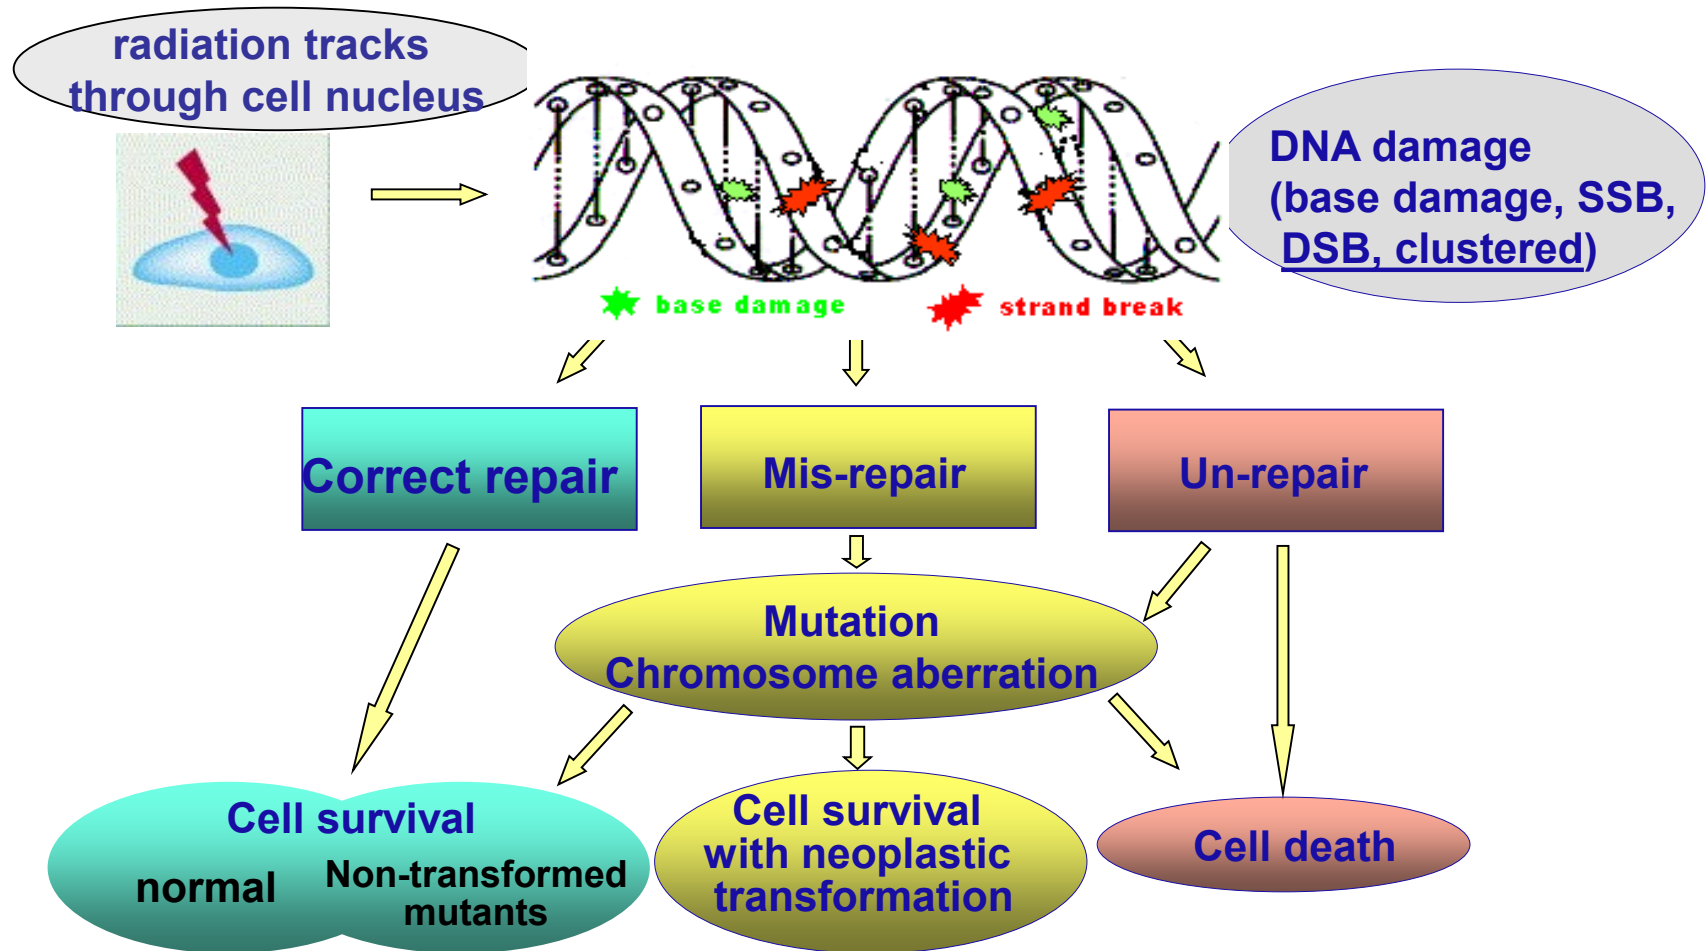 radiation tracks
through cell nucleus
DNA damage
(base damage, SSB,
DSB, clustered)
base damage
strand break
Correct repair
Mis-repair
Un-repair
Mutation
Chromosome aberration
Cell survival
normal
Non-transformed
mutants
Cell survival
with neoplastic
transformation
Cell death